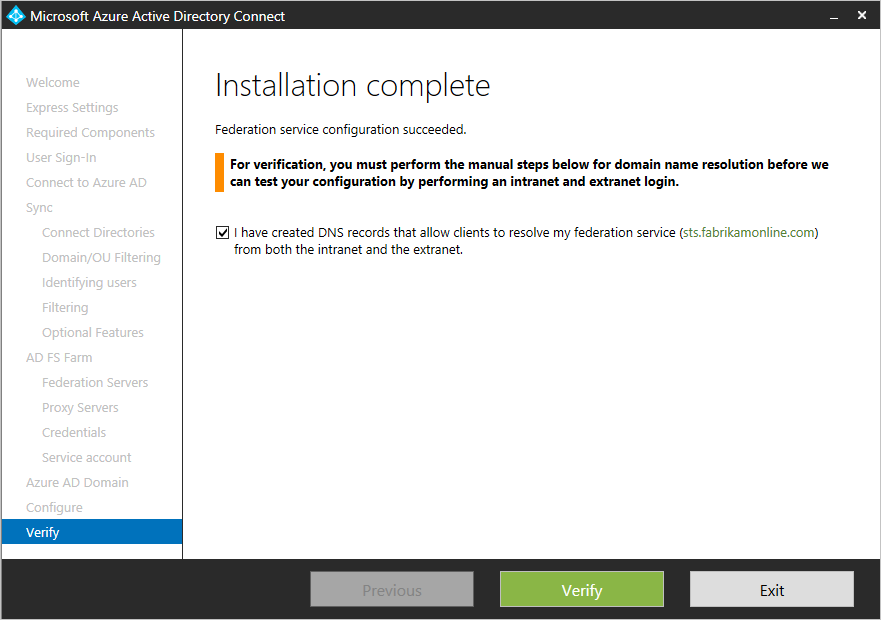 Microsoft Azure Active Directory Connect
Welcome
Express Settings
Required Components
User Sign-In
Connect to Azure AD
Sync
Connect Directories
Domain/OU Filtering
Identifying users
Filtering
Optional Features
AD FS Farm
Federation Servers
Proxy Servers
Credentials
Service account
Azure AD Domain
Configure
Verify
Installation complete
Federation service configuration succeeded.
For verification, you must perform the manual steps below for domain name resolution before we
can test your configuration by performing an intranet and extranet login.
I have created DNS records that allow clients to resolve my federation service (sts.fabrikamonline.com)
from both the intranet and the extranet.
Previous
Verify
Exit